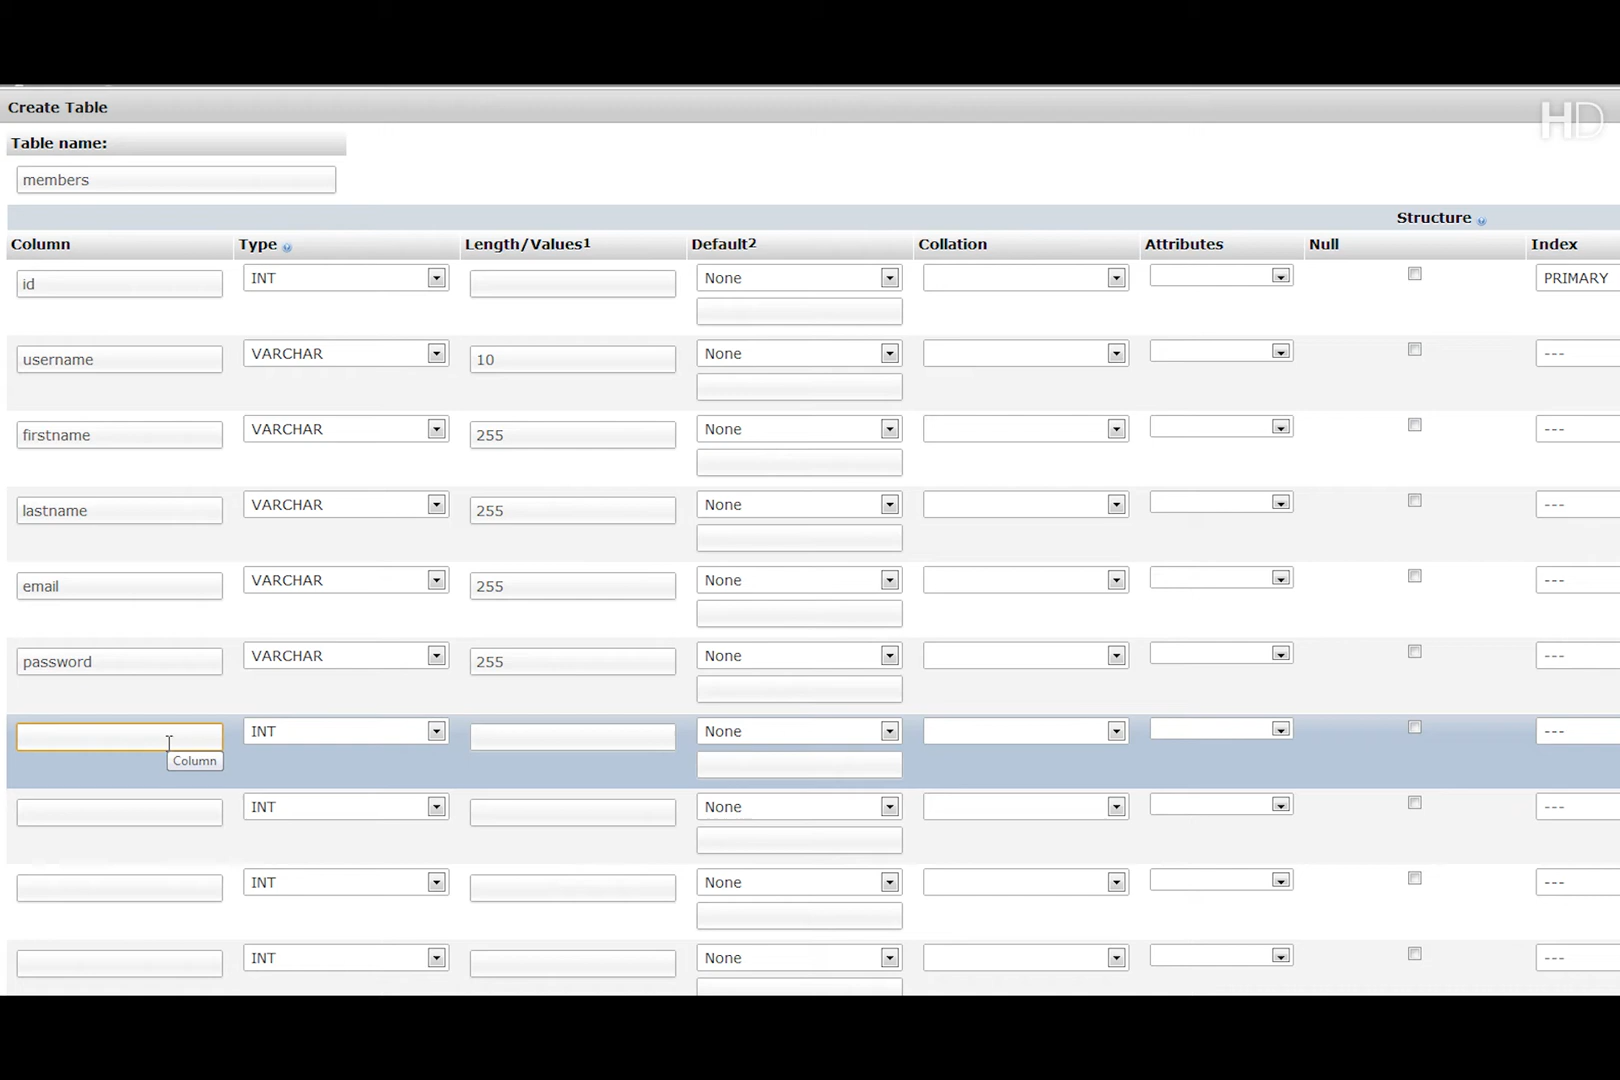 Create Table
HD
Table name:
members
Structure
Column Type Length/Values1 Default2 Collation Attributes Null Index
id INT None PRIMARY
username VARCHAR 10 None ---
firstname VARCHAR 255 None ---
lastname VARCHAR 255 None ---
email VARCHAR 255 None ---
password VARCHAR 255 None ---
INT None ---
Column
INT None ---
INT None ---
INT None ---